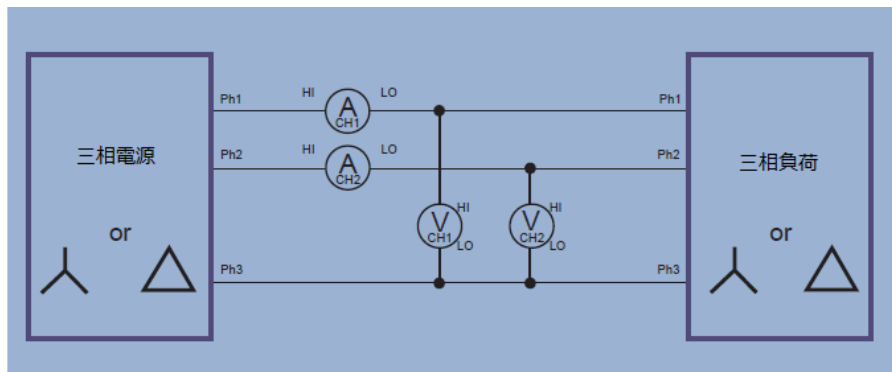 Ph1 HI A CH1 LO Ph1
三相電源
Ph2 HI A CH2 LO Ph2
三相負荷
V CH1 HI LO
V CH2 HI LO
or
or
Ph3 Ph3